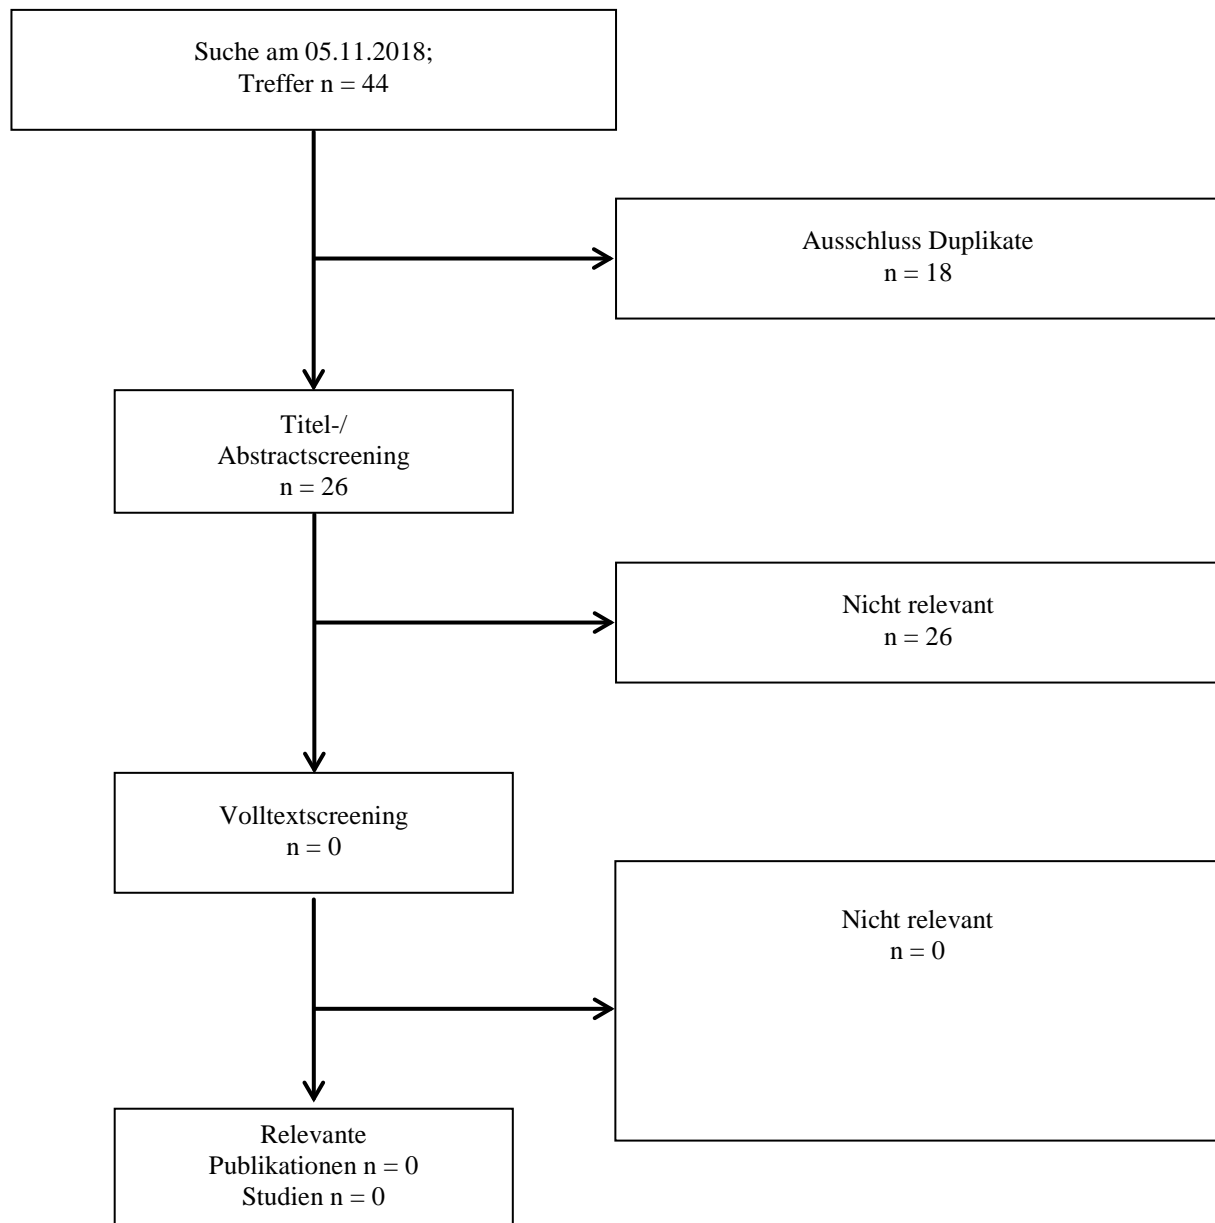 Suche am 05.11.2018;
Treffer n = 44
Ausschluss Duplikate
n = 18
Titel-/
Abstractscreening
n = 26
Nicht relevant
n = 26
Volltextscreening
n = 0
Nicht relevant
n = 0
Relevante
Publikationen n = 0
Studien n = 0